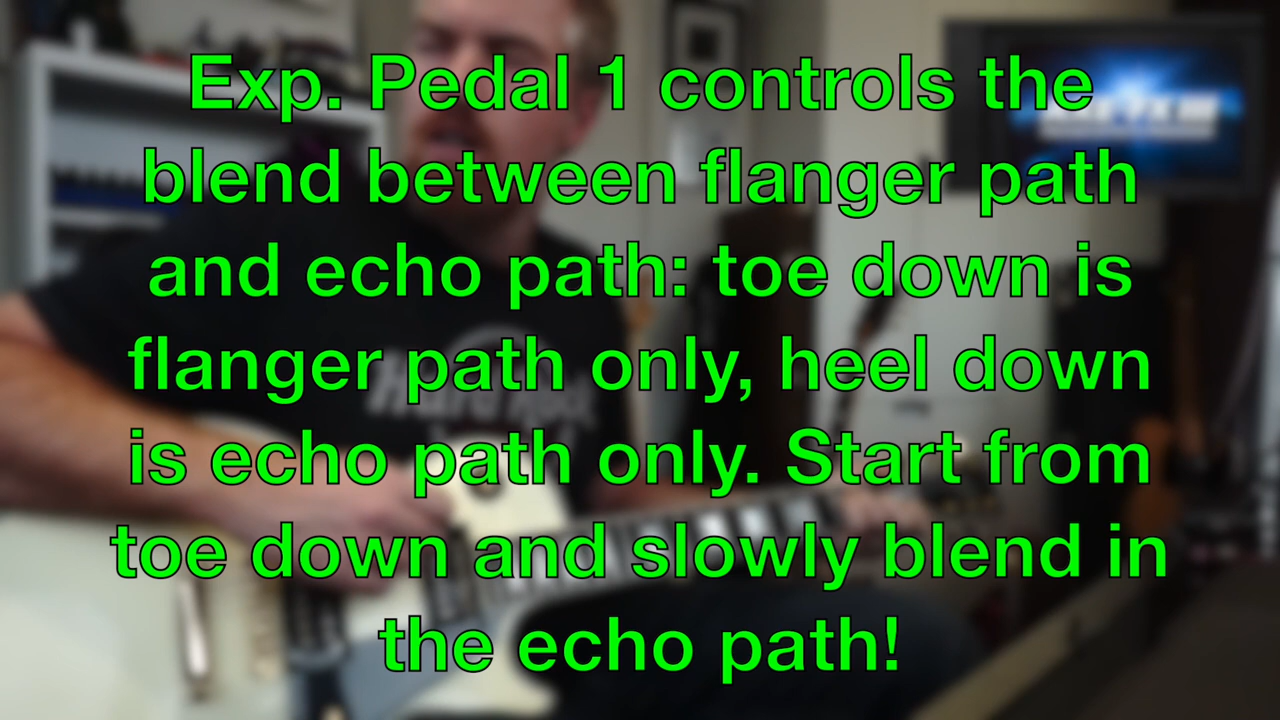 Exp. Pedal 1 controls the
blend between flanger path
and echo path: toe down is
flanger path only, heel down
is echo path only. Start from
toe down and slowly blend in
the echo path!